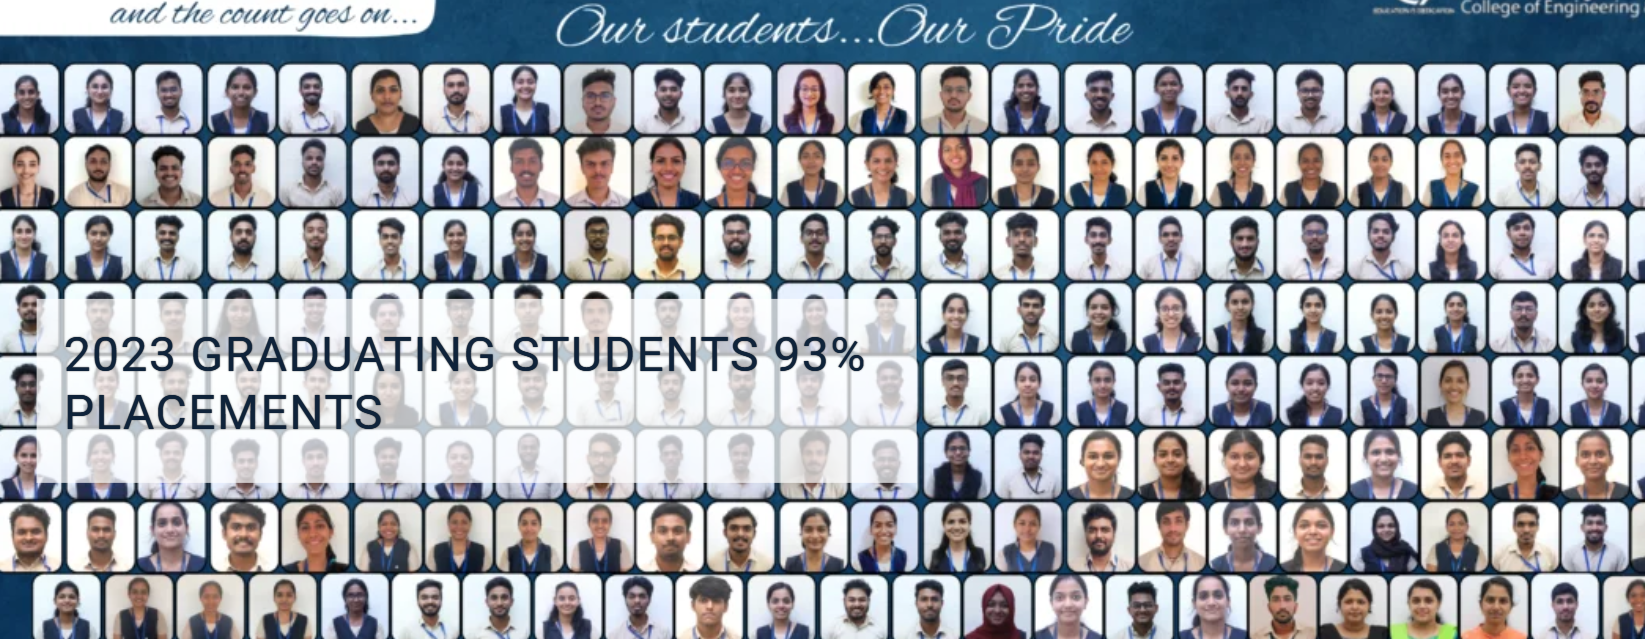 and the count goes on...
Our students...Our Pride
College of Engineering
2023 GRADUATING STUDENTS 93%
PLACEMENTS